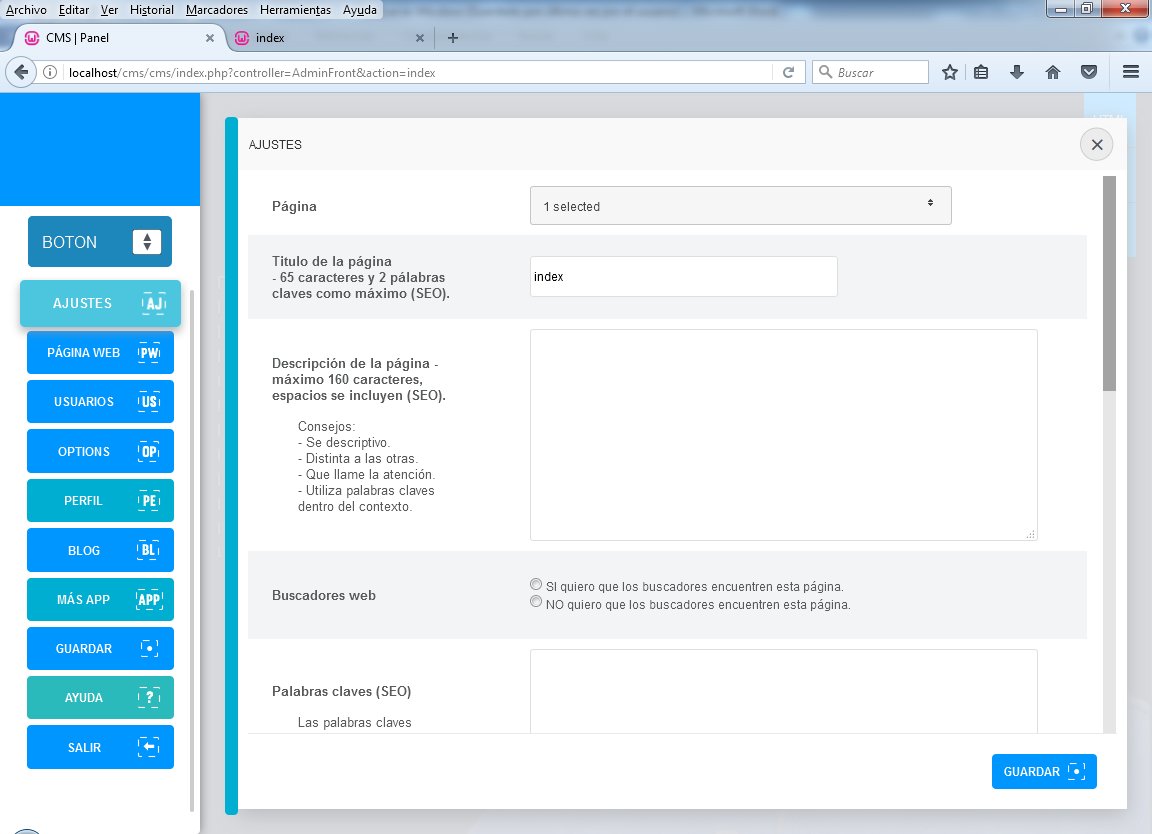 Archivo Editar Ver Historial Marcadores Herramientas Ayuda
CMS | Panel
index
localhost/cms/cms/index.php?controller=AdminFront&action=index
Buscar
BOTON
AJUSTES AJ
PÁGINA WEB PW
USUARIOS US
OPTIONS OP
PERFIL PE
BLOG BL
MÁS APP APP
GUARDAR
AYUDA ?
SALIR
AJUSTES
Página
1 selected
Titulo de la página
- 65 caracteres y 2 pálabras
claves como máximo (SEO).
index
Descripción de la página -
máximo 160 caracteres,
espacios se incluyen (SEO).
Consejos:
- Se descriptivo.
- Distinta a las otras.
- Que llame la atención.
- Utiliza palabras claves
dentro del contexto.
Buscadores web
SI quiero que los buscadores encuentren esta página.
NO quiero que los buscadores encuentren esta página.
Palabras claves (SEO)
Las palabras claves
GUARDAR